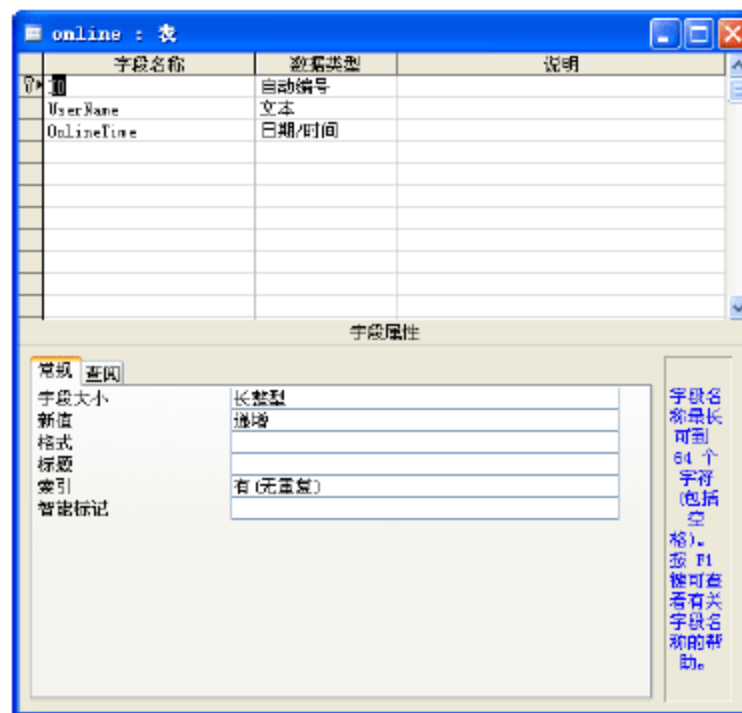 online : 表
字段名称 数据类型 说明
ID 自动编号
UserName 文本
OnlineTime 日期/时间
字段属性
常规 查阅
字段大小 长整型
新值 递增
格式
标题
索引 有(无重复)
智能标记
字段名
称最长
可到
64 个
字符
(包括
空
格)。
按 F1
键可查
看有关
字段名
称的帮
助。